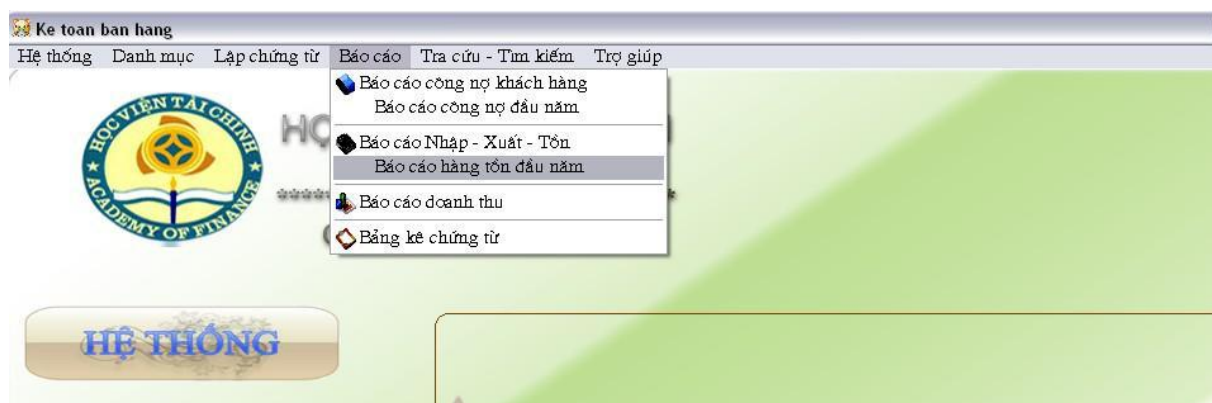 Ke toan ban hang
Hệ thống Danh mục Lập chứng từ Báo cáo Tra cứu - Tìm kiếm Trợ giúp
Báo cáo công nợ khách hàng
Báo cáo công nợ đầu năm
Báo cáo Nhập - Xuất - Tồn
Báo cáo hàng tồn đầu năm
Báo cáo doanh thu
Bảng kê chứng từ
HỌC VIỆN TÀI CHÍNH
ACADEMY OF FINANCE
HỌ
HỆ THỐNG